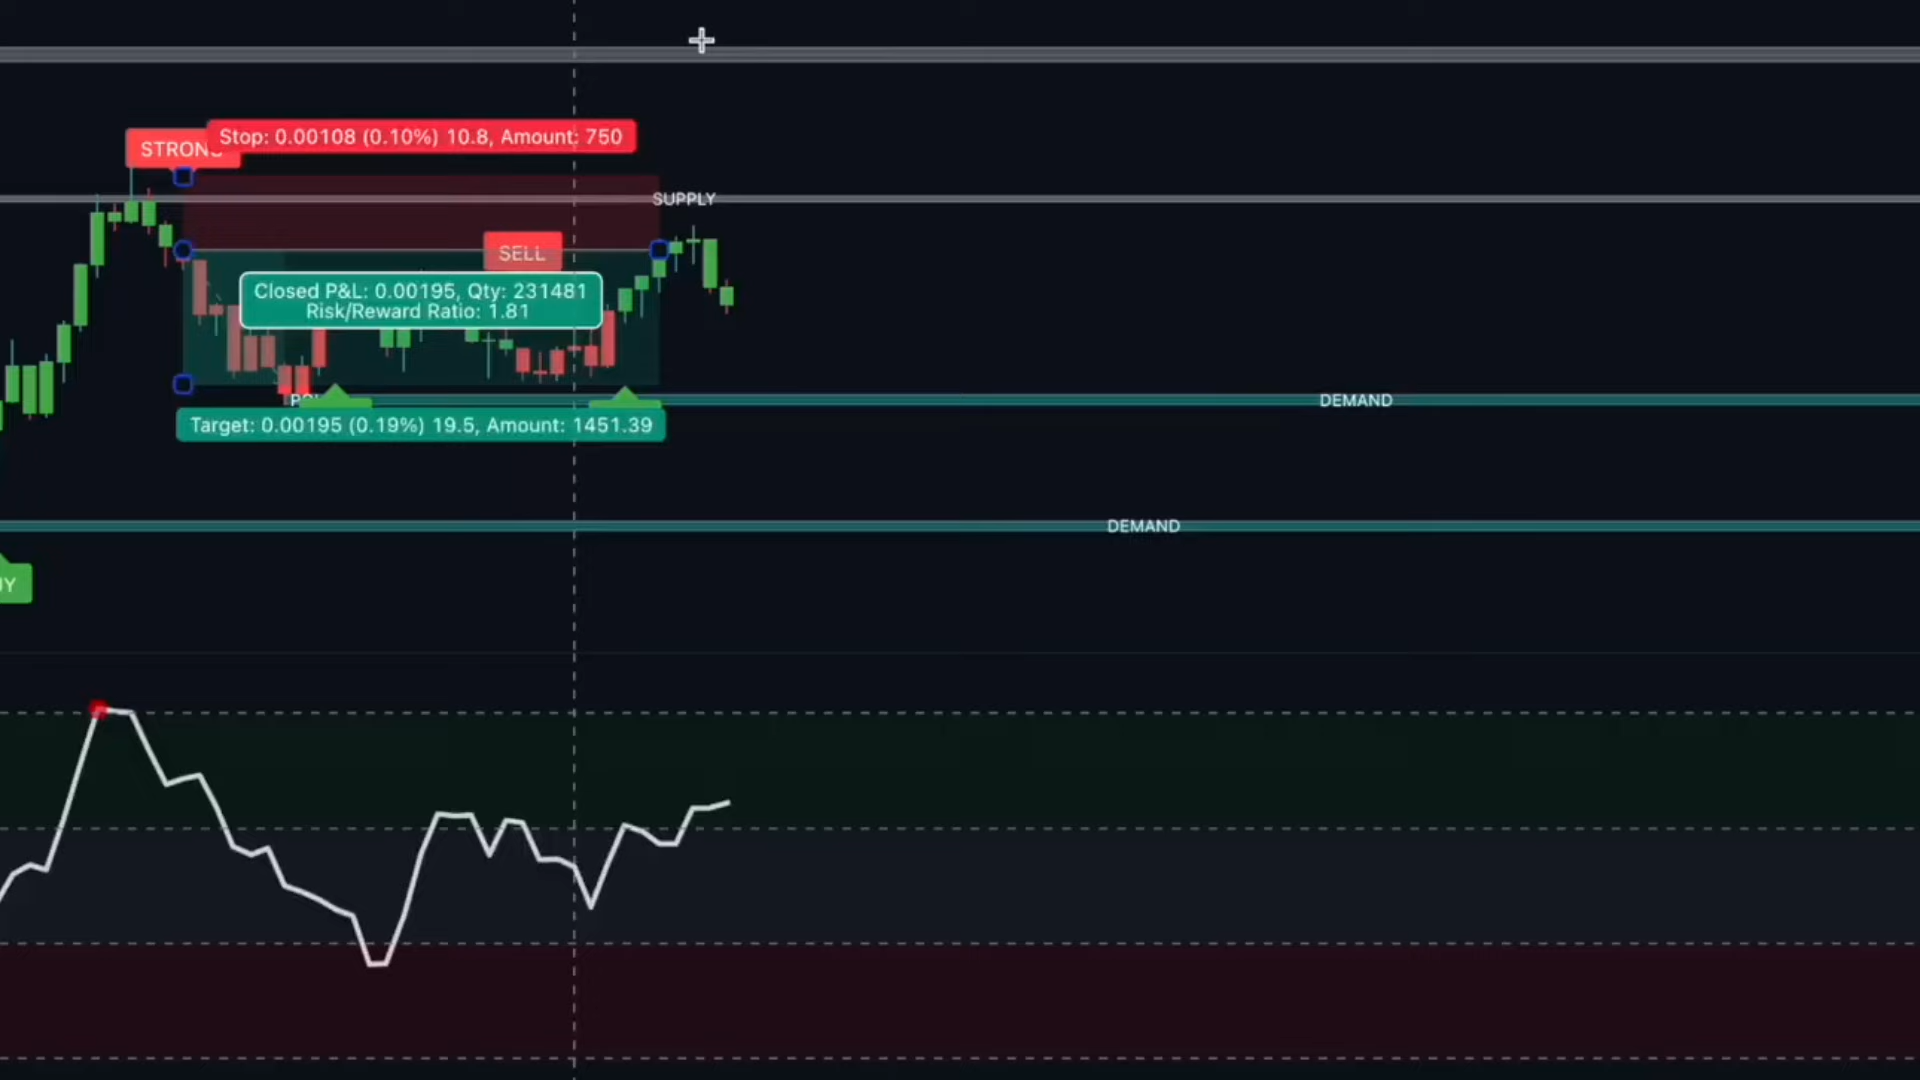 STRONG
Stop: 0.00108 (0.10%) 10.8, Amount: 750
SUPPLY
SELL
Closed P&L: 0.00195, Qty: 231481
Risk/Reward Ratio: 1.81
DEMAND
Target: 0.00195 (0.19%) 19.5, Amount: 1451.39
DEMAND